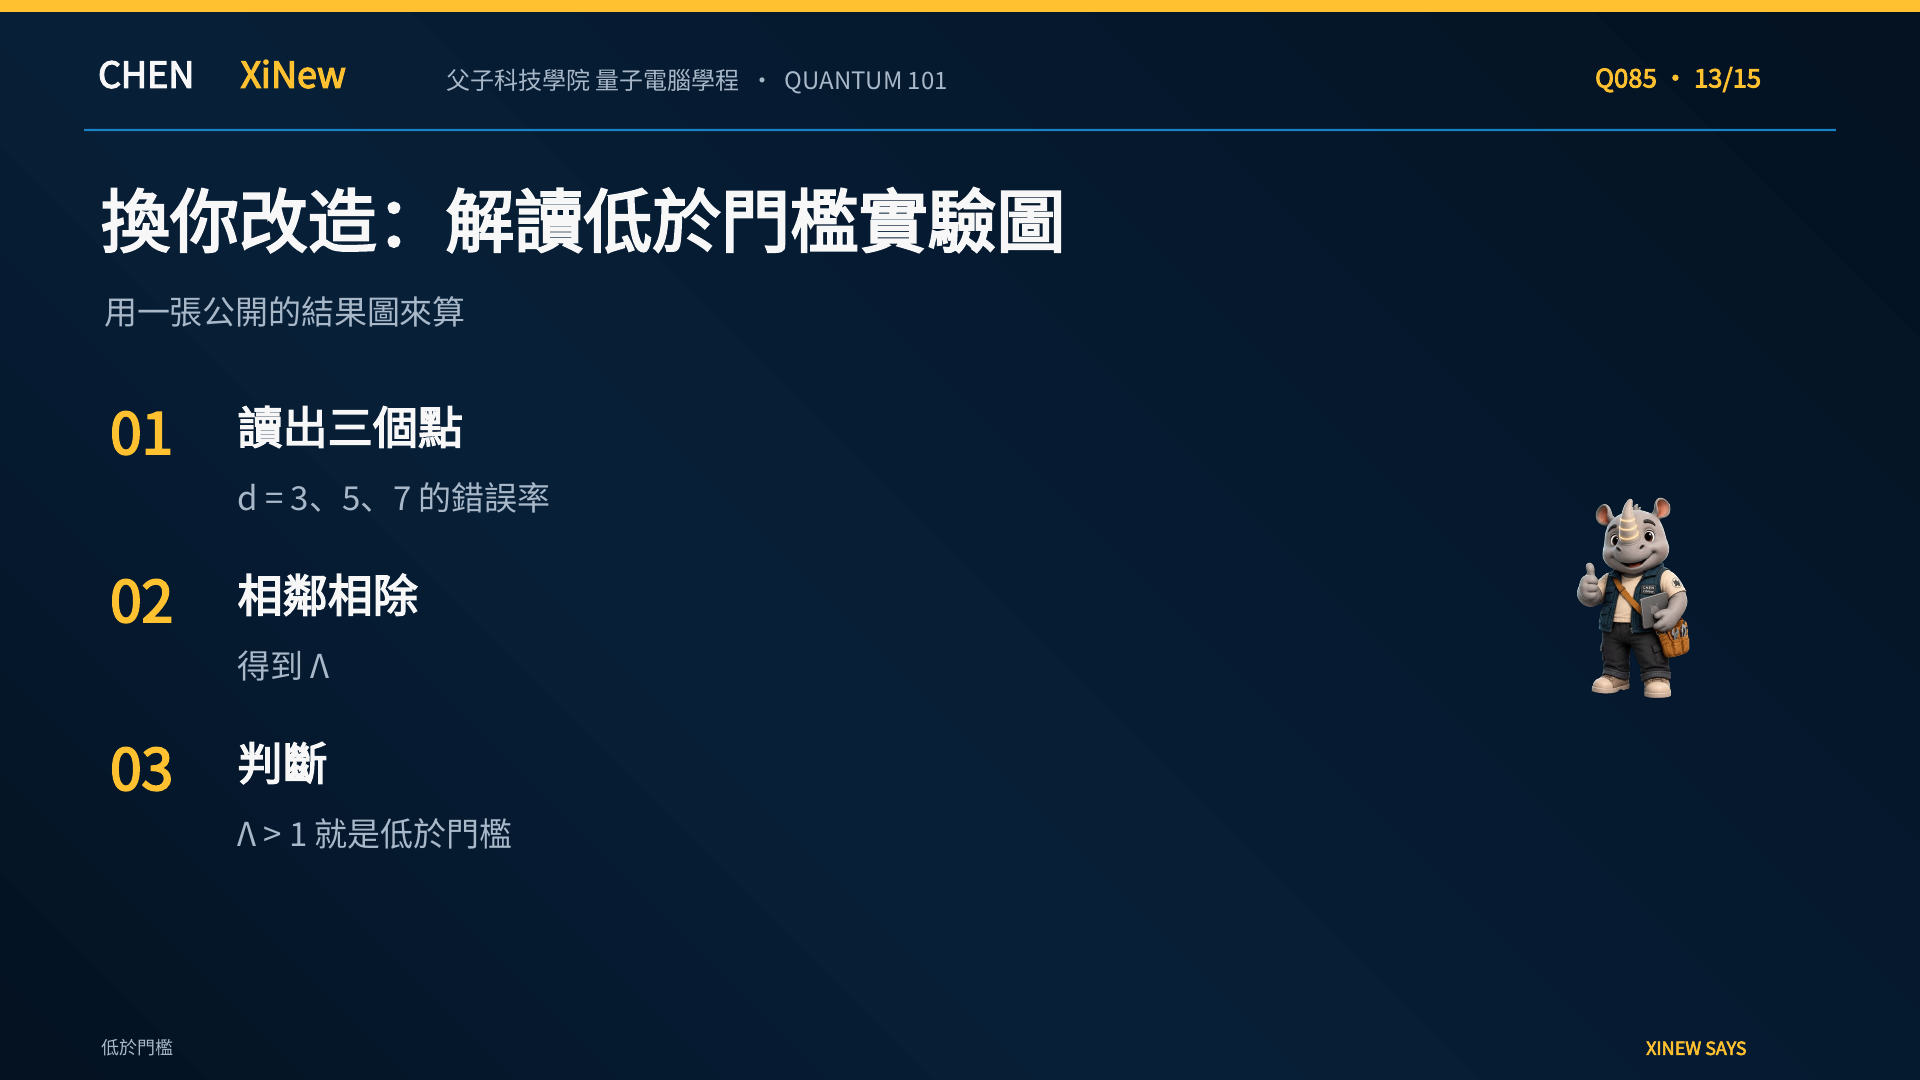 CHEN XiNew 父子科技學院 量子電腦學程 · QUANTUM 101 Q085 · 13/15
換你改造：解讀低於門檻實驗圖
用一張公開的結果圖來算
01 讀出三個點
d = 3、5、7 的錯誤率
02 相鄰相除
得到 Λ
03 判斷
Λ > 1 就是低於門檻
低於門檻 XINEW SAYS